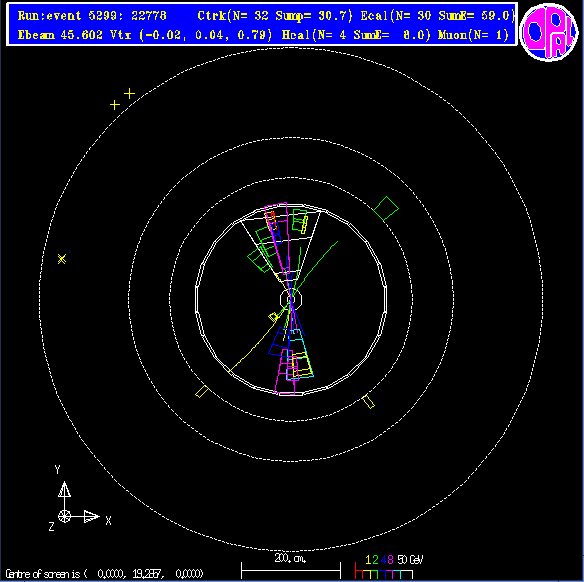 Run:event 5299: 22778 Ctrk(N= 32 Sump= 30.7) Ecal(N= 30 SumE= 59.0)
Ebeam 45.602 Vtx (-0.02, 0.04, 0.79) Hcal(N= 4 SumE= 8.0) Muon(N= 1)
OPAL
Y
X
Z
200. cm.
1 2 4 8 50 GeV
Centre of screen is ( 0.0000, 19.2857, 0.0000)